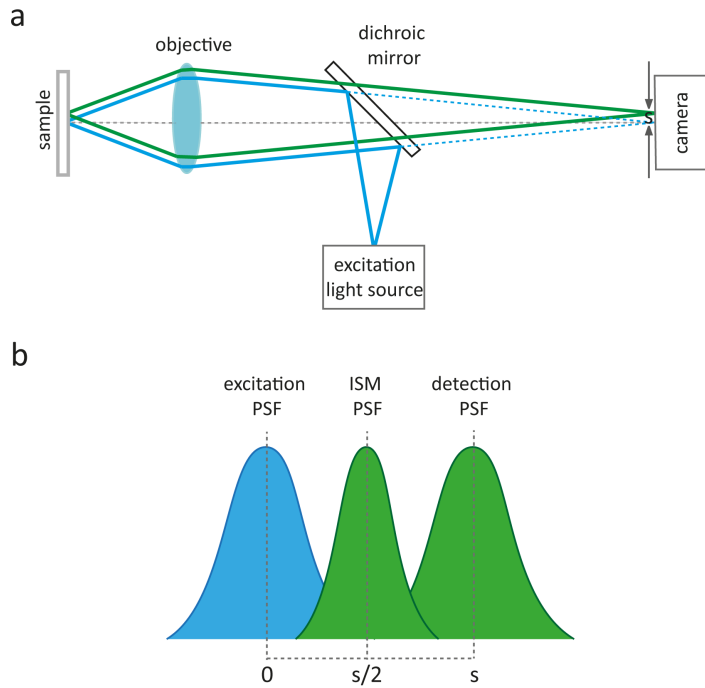 a
objective
dichroic
mirror
sample
s
camera
excitation
light source
b
excitation
PSF
ISM
PSF
detection
PSF
0
s/2
s